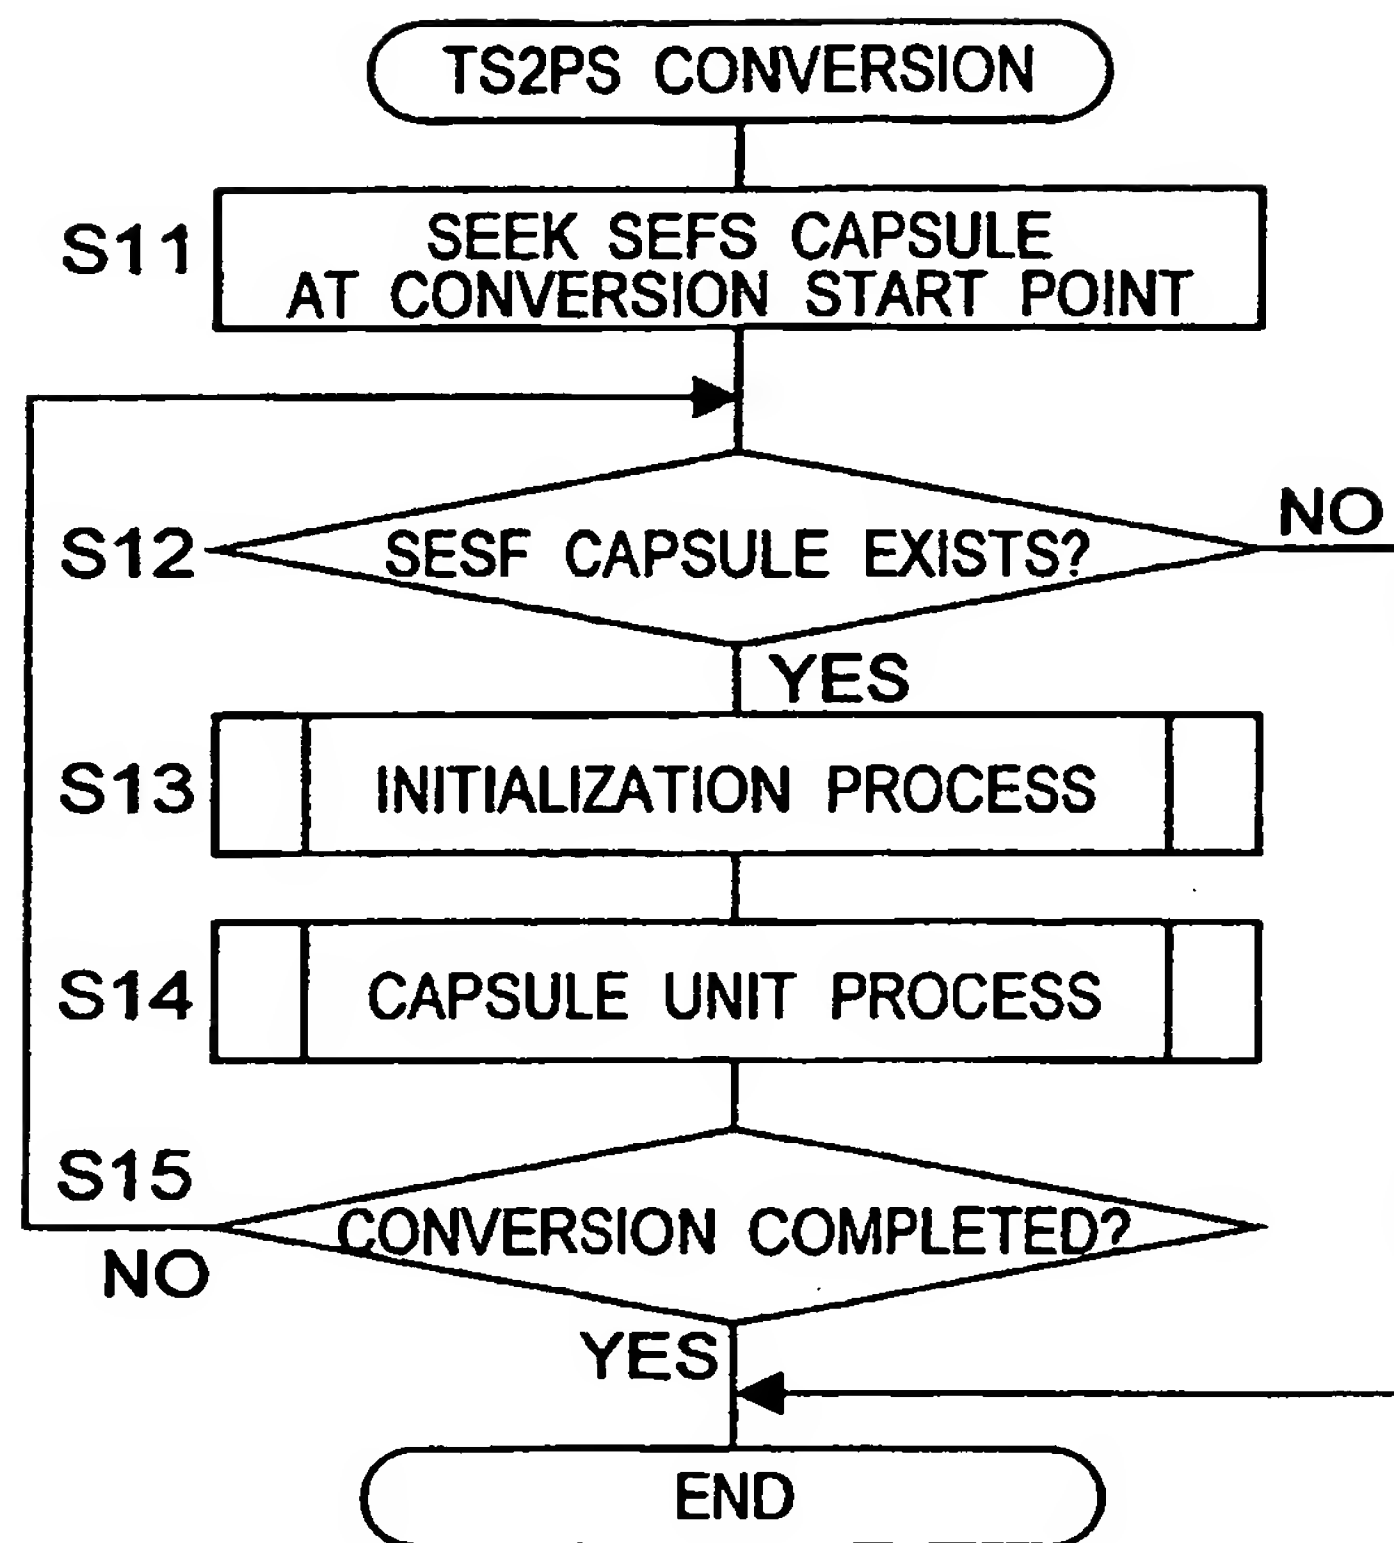 TS2PS CONVERSION
S11
SEEK SEFS CAPSULE
AT CONVERSION START POINT
S12
SESF CAPSULE EXISTS?
NO
YES
S13
INITIALIZATION PROCESS
S14
CAPSULE UNIT PROCESS
S15
CONVERSION COMPLETED?
NO
YES
END